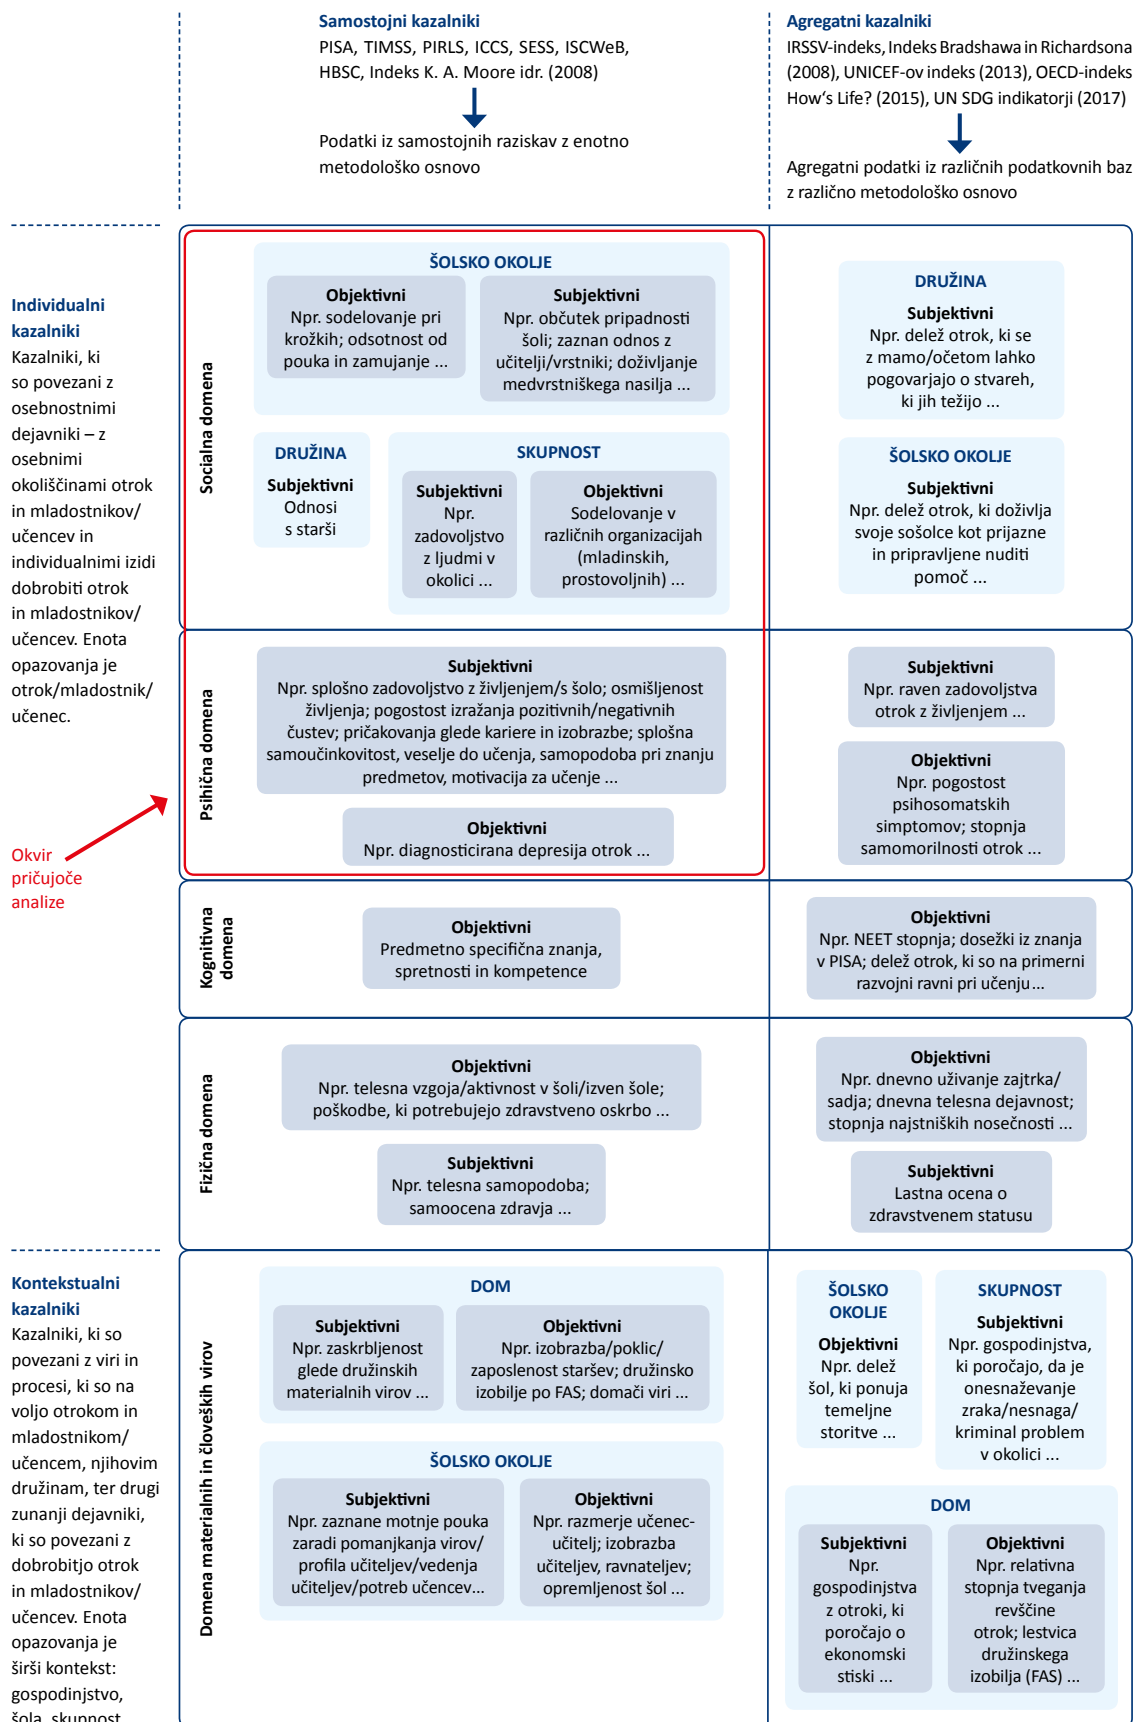 Samostojni kazalniki
PISA, TIMSS, PIRLS, ICCS, SESS, ISCWeB,
HBSC, Indeks K. A. Moore idr. (2008)
Podatki iz samostojnih raziskav z enotno
metodološko osnovo
Agregatni kazalniki
IRSSV-indeks, Indeks Bradshawa in Richardsona
(2008), UNICEF-ov indeks (2013), OECD-indeks
How's Life? (2015), UN SDG indikatorji (2017)
Agregatni podatki iz različnih podatkovnih baz
z različno metodološko osnovo
Individualni
kazalniki
Kazalniki, ki
so povezani z
osebnostnimi
dejavniki – z
osebnimi
okoliščinami otrok
in mladostnikov/
učencev in
individualnimi izidi
dobrobiti otrok
in mladostnikov/
učencev. Enota
opazovanja je
otrok/mladostnik/
učenec.
Okvir
pričujoče
analize
Socialna domena
ŠOLSKO OKOLJE
Objektivni
Npr. sodelovanje pri
krožkih; odsotnost od
pouka in zamujanje ...
Subjektivni
Npr. občutek pripadnosti
šoli; zaznan odnos z
učitelji/vrstniki; doživljanje
medvrstniškega nasilja ...
DRUŽINA
Subjektivni
Odnosi
s starši
SKUPNOST
Subjektivni
Npr.
zadovoljstvo
z ljudmi v
okolici ...
Objektivni
Sodelovanje v
različnih organizacijah
(mladinskih,
prostovoljnih) ...
DRUŽINA
Subjektivni
Npr. delež otrok, ki se
z mamo/očetom lahko
pogovarjajo o stvareh,
ki jih težijo ...
ŠOLSKO OKOLJE
Subjektivni
Npr. delež otrok, ki doživlja
svoje sošolce kot prijazne
in pripravljene nuditi
pomoč ...
Psihična domena
Subjektivni
Npr. splošno zadovoljstvo z življenjem/s šolo; osmišljenost
življenja; pogostost izražanja pozitivnih/negativnih
čustev; pričakovanja glede kariere in izobrazbe; splošna
samoučinkovitost, veselje do učenja, samopodoba pri znanju
predmetov, motivacija za učenje ...
Objektivni
Npr. diagnosticirana depresija otrok ...
Subjektivni
Npr. raven zadovoljstva
otrok z življenjem ...
Objektivni
Npr. pogostost
psihosomatskih
simptomov; stopnja
samomorilnosti otrok ...
Kognitivna
domena
Objektivni
Predmetno specifična znanja,
spretnosti in kompetence
Objektivni
Npr. NEET stopnja; dosežki iz znanja
v PISA; delež otrok, ki so na primerni
razvojni ravni pri učenju...
Fizična domena
Objektivni
Npr. telesna vzgoja/aktivnost v šoli/izven šole;
poškodbe, ki potrebujejo zdravstveno oskrbo ...
Subjektivni
Npr. telesna samopodoba;
samoocena zdravja ...
Objektivni
Npr. dnevno uživanje zajtrka/
sadja; dnevna telesna dejavnost;
stopnja najstniških nosečnosti ...
Subjektivni
Lastna ocena o
zdravstvenem statusu
Kontekstualni
kazalniki
Kazalniki, ki so
povezani z viri in
procesi, ki so na
voljo otrokom in
mladostnikom/
učencem, njihovim
družinam, ter drugi
zunanji dejavniki,
ki so povezani z
dobrobitjo otrok
in mladostnikov/
učencev. Enota
opazovanja je
širši kontekst:
gospodinjstvo,
šola, skupnost
Domena materialnih in človeških virov
DOM
Subjektivni
Npr. zaskrbljenost
glede družinskih
materialnih virov ...
Objektivni
Npr. izobrazba/poklic/
zaposlenost staršev; družinsko
izobilje po FAS; domači viri ...
ŠOLSKO OKOLJE
Subjektivni
Npr. zaznane motnje pouka
zaradi pomanjkanja virov/
profila učiteljev/vedenja
učiteljev/potreb učencev...
Objektivni
Npr. razmerje učenec-
učitelj; izobrazba
učiteljev, ravnateljev;
opremljenost šol ...
ŠOLSKO
OKOLJE
Objektivni
Npr. delež
šol, ki ponuja
temeljne
storitve ...
SKUPNOST
Subjektivni
Npr. gospodinjstva,
ki poročajo, da je
onesnaževanje
zraka/nesnaga/
kriminal problem
v okolici ...
DOM
Subjektivni
Npr.
gospodinjstva
z otroki, ki
poročajo o
ekonomski
stiski ...
Objektivni
Npr. relativna
stopnja tveganja
revščine
otrok; lestvica
družinskega
izobilja (FAS) ...